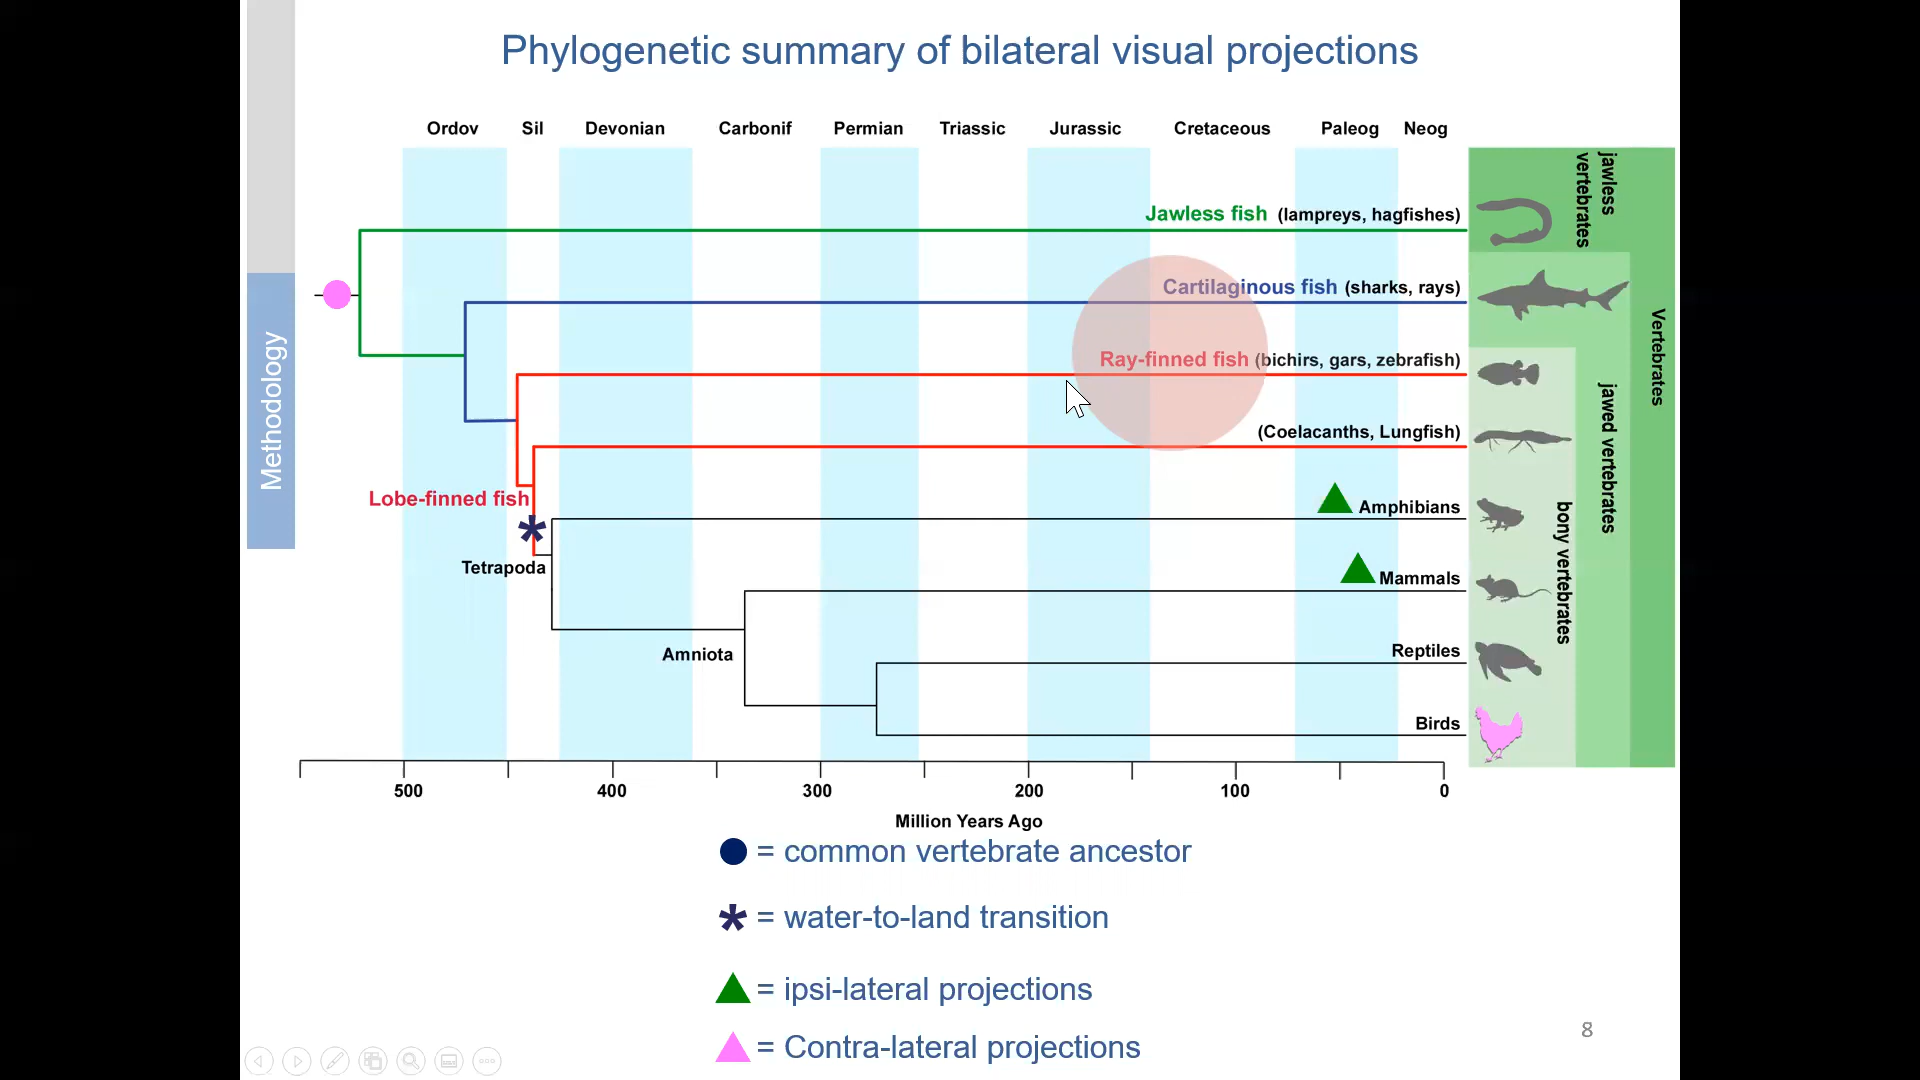 Phylogenetic summary of bilateral visual projections
Ordov Sil Devonian Carbonif Permian Triassic Jurassic Cretaceous Paleog Neog
Methodology
Jawless fish (lampreys, hagfishes)
Cartilaginous fish (sharks, rays)
Ray-finned fish (bichirs, gars, zebrafish)
(Coelacanths, Lungfish)
Lobe-finned fish
*
Amphibians
Tetrapoda
Mammals
Amniota
Reptiles
Birds
jawless
vertebrates
Vertebrates
jawed vertebrates
bony vertebrates
500 400 300 200 100 0
Million Years Ago
= common vertebrate ancestor
* = water-to-land transition
= ipsi-lateral projections
= Contra-lateral projections
8